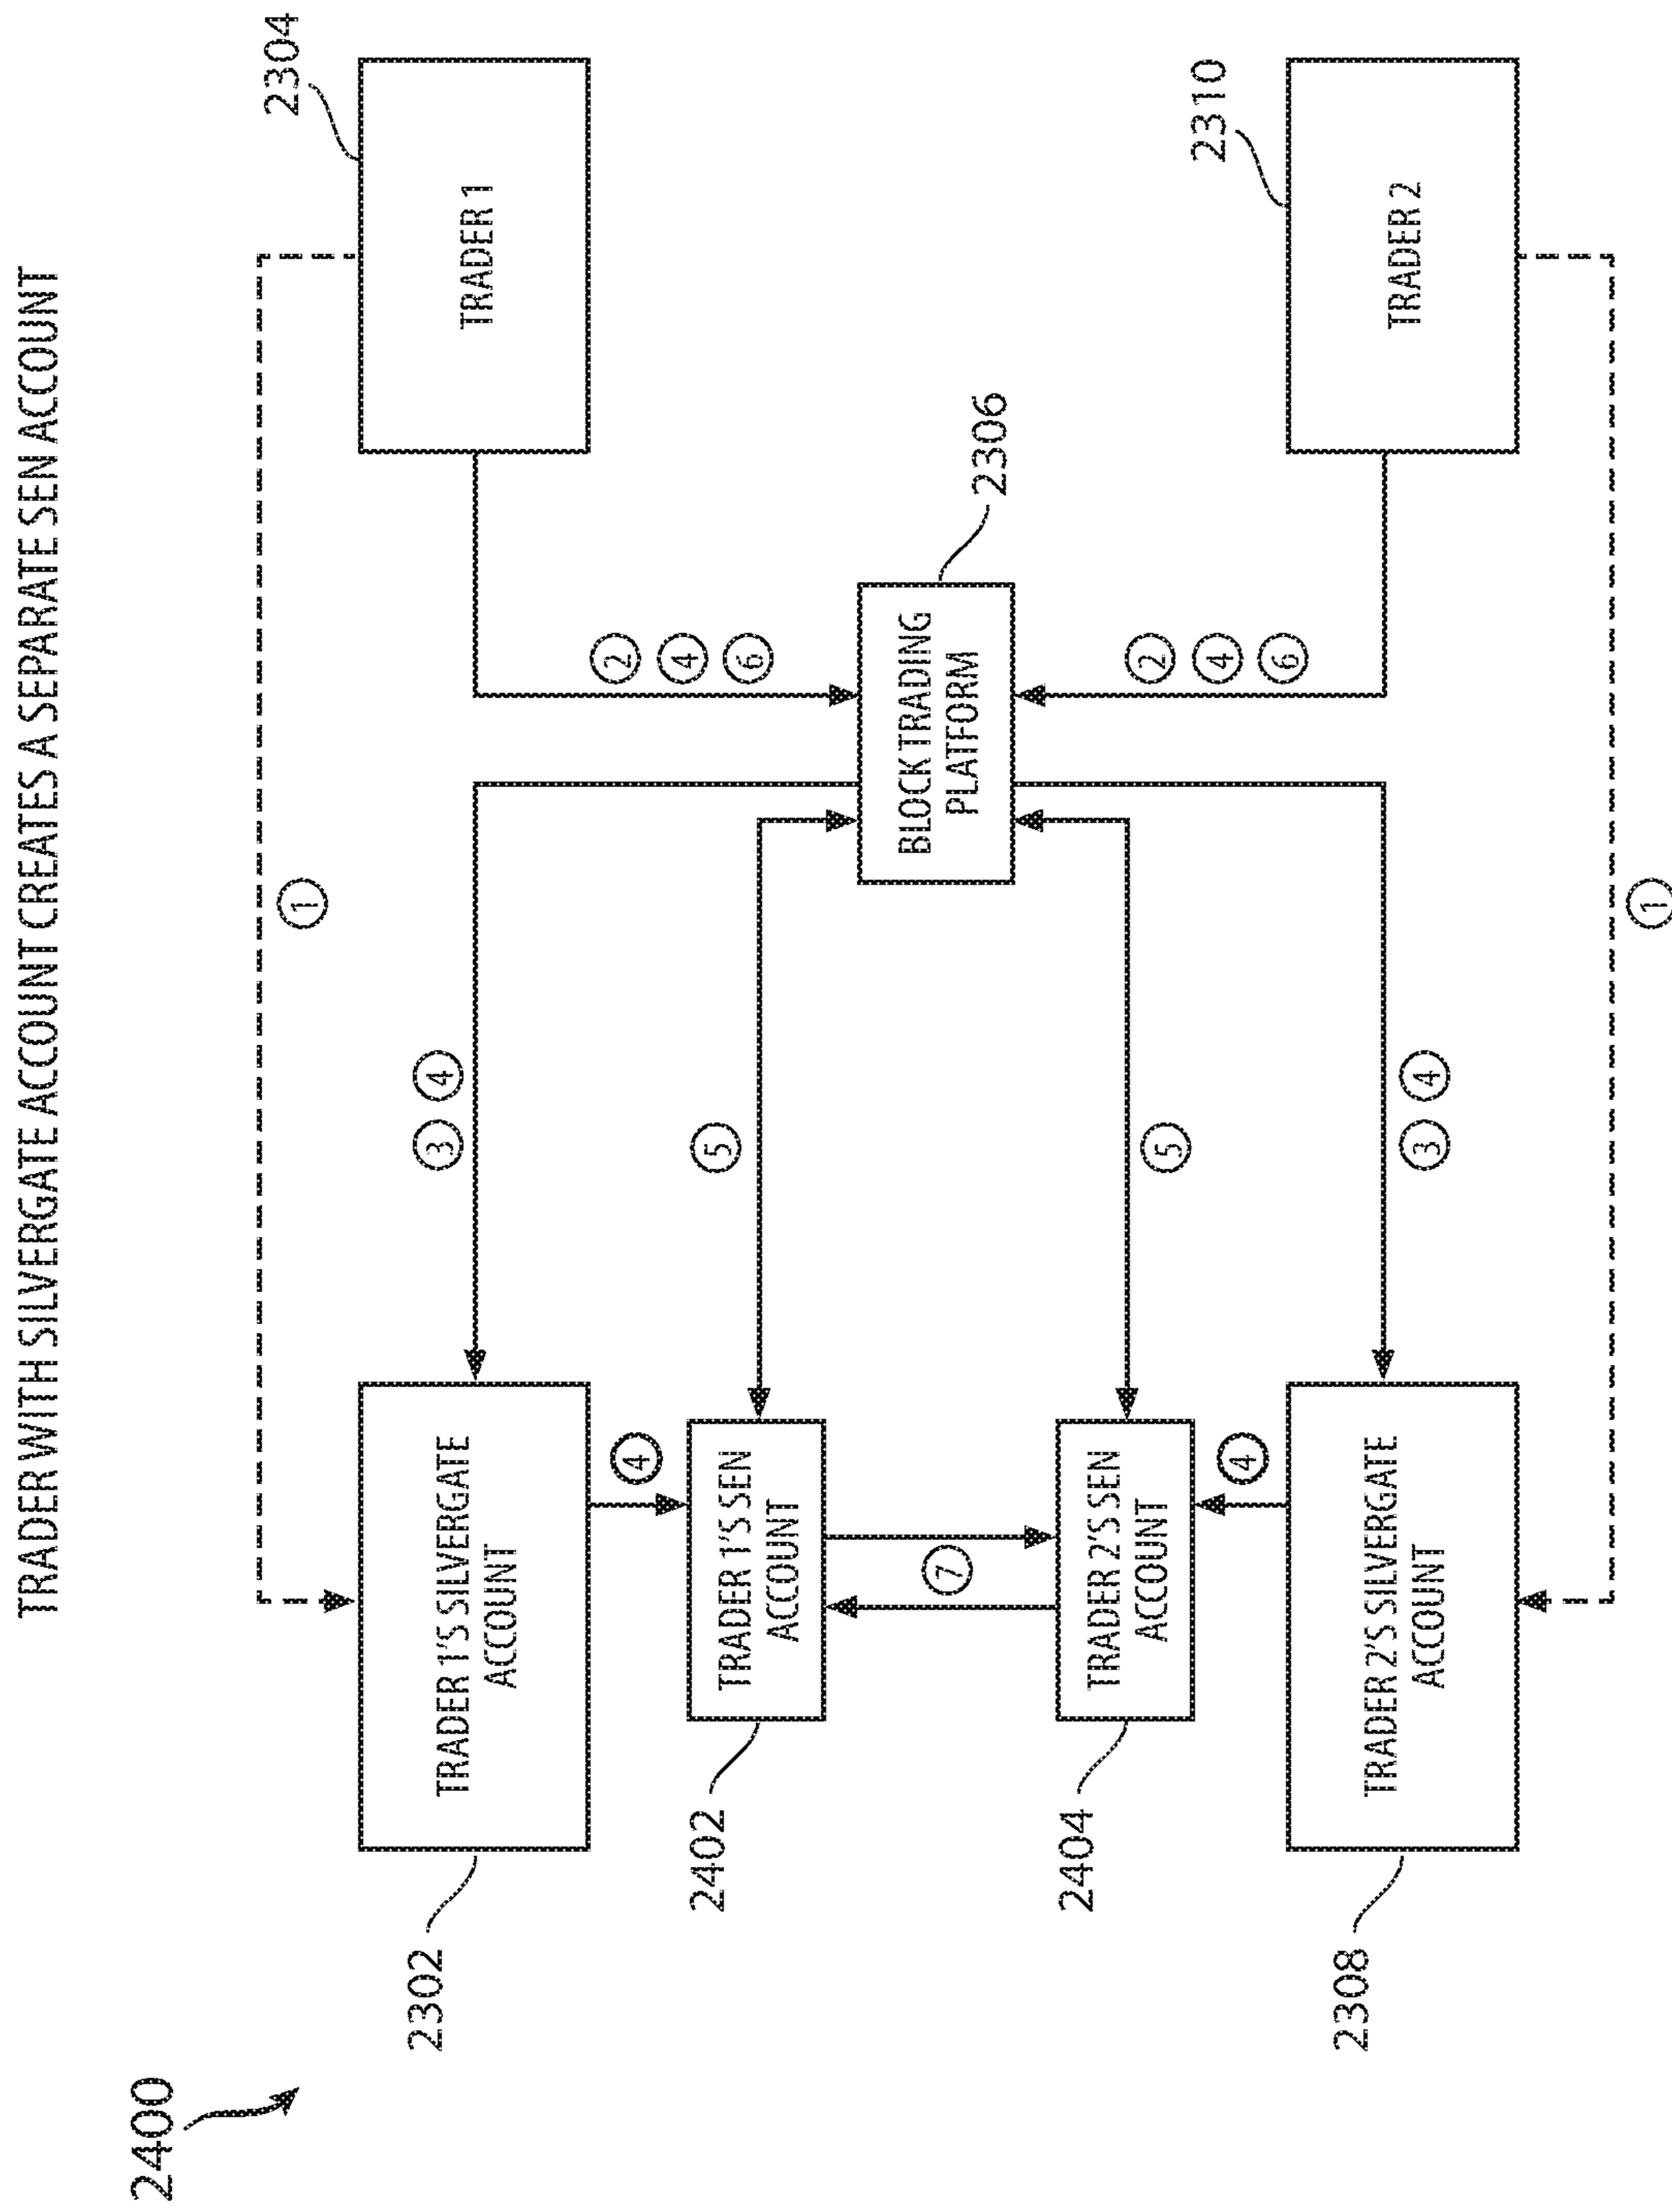 TRADER WITH SILVERGATE ACCOUNT CREATES A SEPARATE SEN ACCOUNT
2400
2304
1
2302
TRADER 1'S SILVERGATE
ACCOUNT
3 4
TRADER 1
4
2 4 6
2402
TRADER 1'S SEN
ACCOUNT
5
7
BLOCK TRADING
PLATFORM
2306
2404
TRADER 2'S SEN
ACCOUNT
5
2 4 6
4
2310
2308
TRADER 2'S SILVERGATE
ACCOUNT
3 4
TRADER 2
1